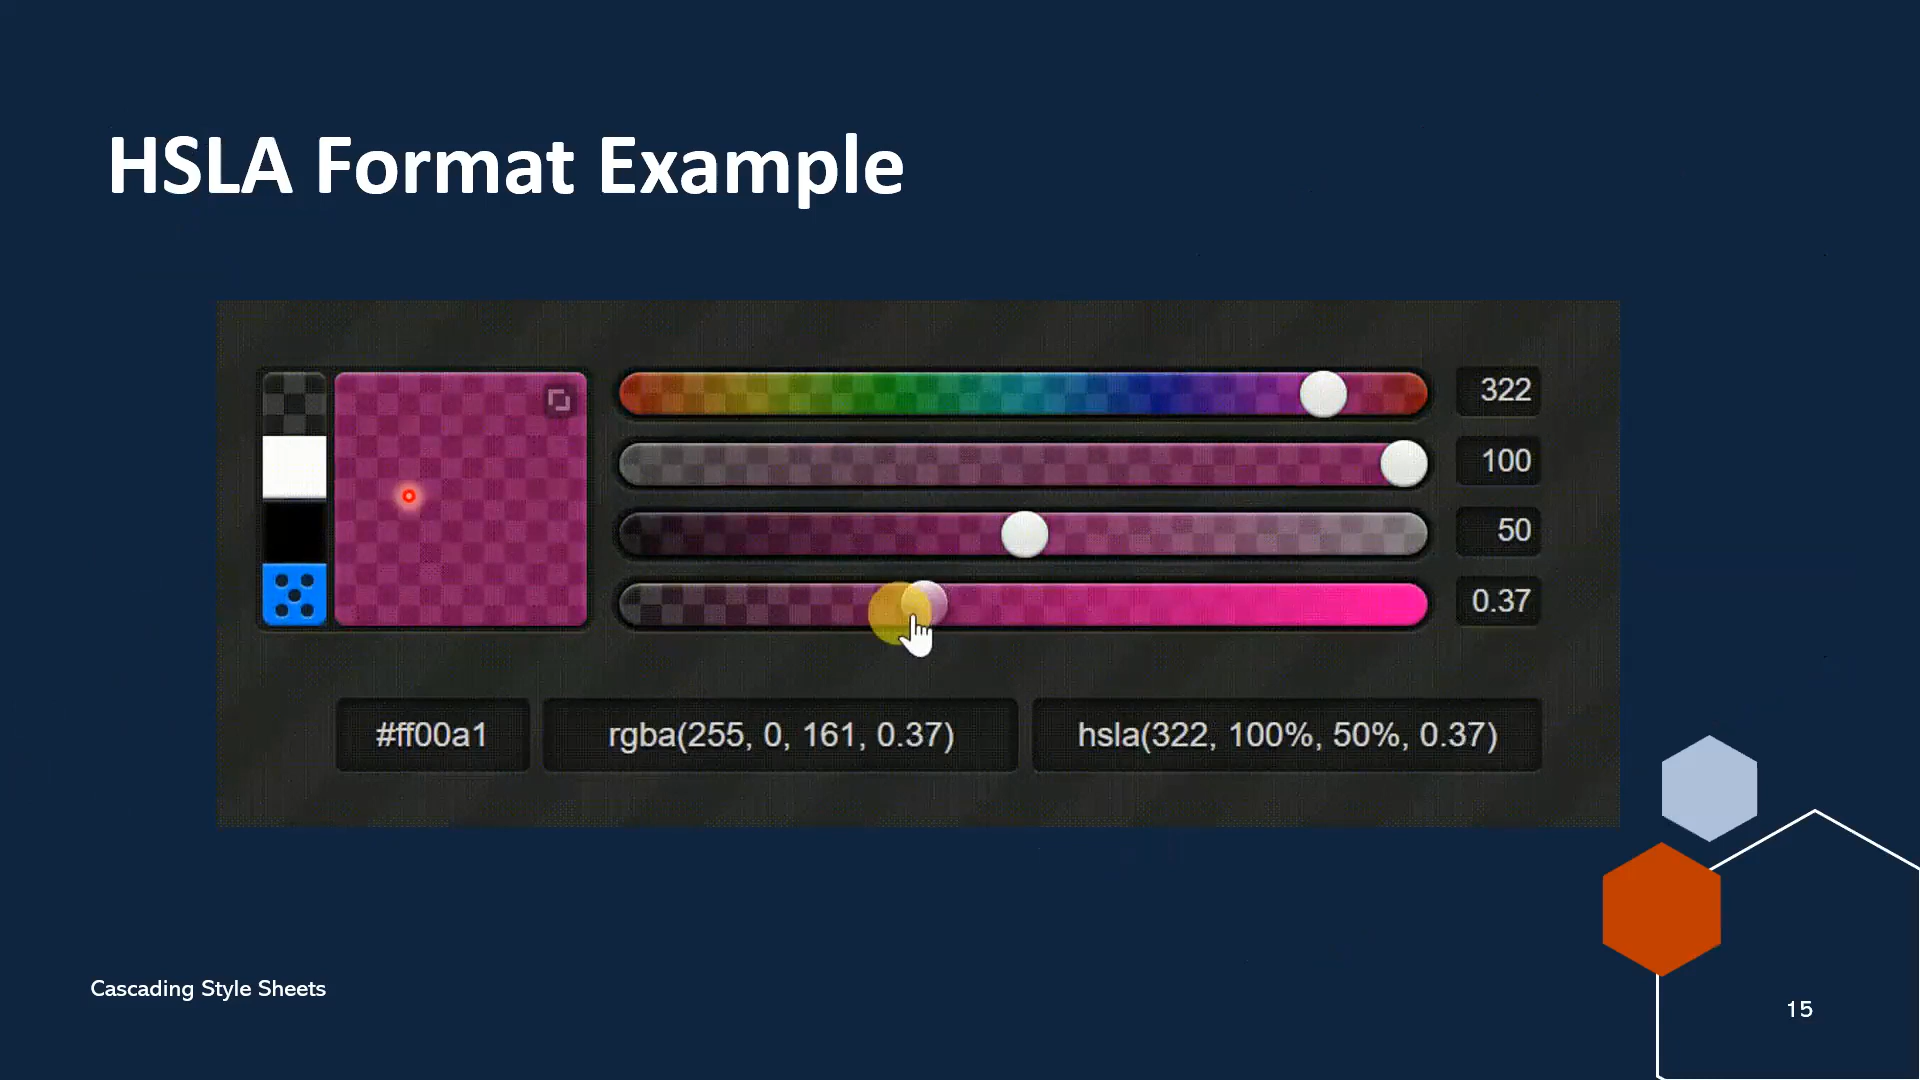 HSLA Format Example
322
100
50
0.37
#ff00a1
rgba(255, 0, 161, 0.37)
hsla(322, 100%, 50%, 0.37)
Cascading Style Sheets
15